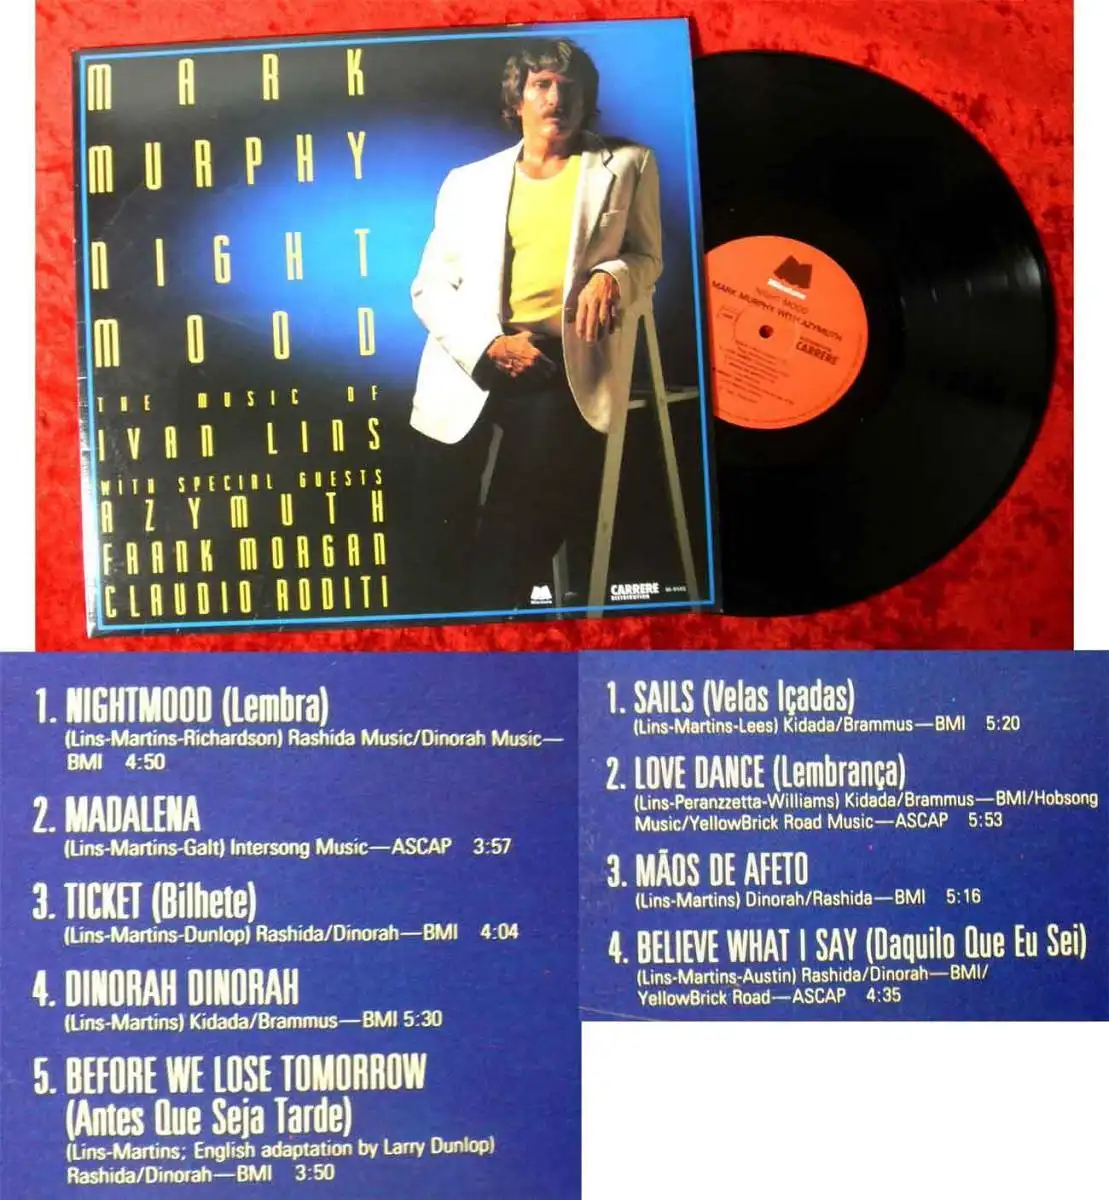 MARK
MURPHY
NIGHT
MOOD
THE MUSIC OF
IVAN LINS
WITH SPECIAL GUESTS
AZYMUTH
FRANK MORGAN
CLAUDIO RODITI
CARRERE
DISTRIBUTION
Milestone
NIGHT MOOD
MARK MURPHY WITH AZYMUTH
CARRERE
1. NIGHTMOOD (Lembra)
(Lins-Martins-Richardson) Rashida Music/Dinorah Music—
BMI 4:50
2. MADALENA
(Lins-Martins-Galt) Intersong Music—ASCAP 3:57
3. TICKET (Bilhete)
(Lins-Martins-Dunlop) Rashida/Dinorah—BMI 4:04
4. DINORAH DINORAH
(Lins-Martins) Kidada/Brammus—BMI 5:30
5. BEFORE WE LOSE TOMORROW
(Antes Que Seja Tarde)
(Lins-Martins; English adaptation by Larry Dunlop)
Rashida/Dinorah—BMI 3:50
1. SAILS (Velas Içadas)
(Lins-Martins-Lees) Kidada/Brammus—BMI 5:20
2. LOVE DANCE (Lembrança)
(Lins-Peranzzetta-Williams) Kidada/Brammus—BMI/Hobsong
Music/YellowBrick Road Music—ASCAP 5:53
3. MÃOS DE AFETO
(Lins-Martins) Dinorah/Rashida—BMI 5:16
4. BELIEVE WHAT I SAY (Daquilo Que Eu Sei)
(Lins-Martins-Austin) Rashida/Dinorah—BMI/
YellowBrick Road—ASCAP 4:35